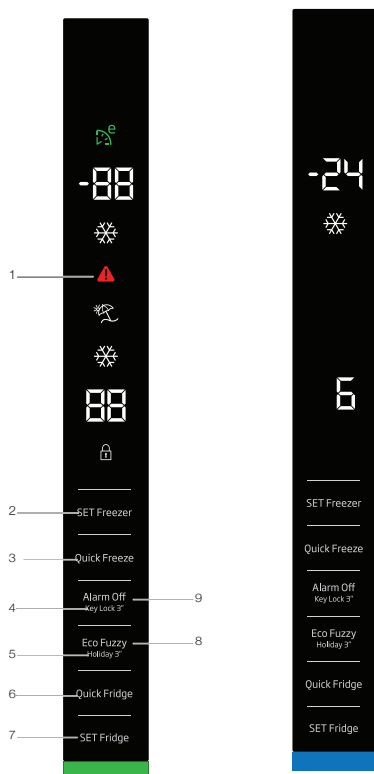 e
-88
1
88
2
SET Freezer
3
Quick Freeze
Alarm Off
9
4
Key Lock 3"
Eco Fuzzy
8
5
Holiday 3"
6
Quick Fridge
7
SET Fridge
-24
6
SET Freezer
Quick Freeze
Alarm Off
Key Lock 3"
Eco Fuzzy
Holiday 3"
Quick Fridge
SET Fridge